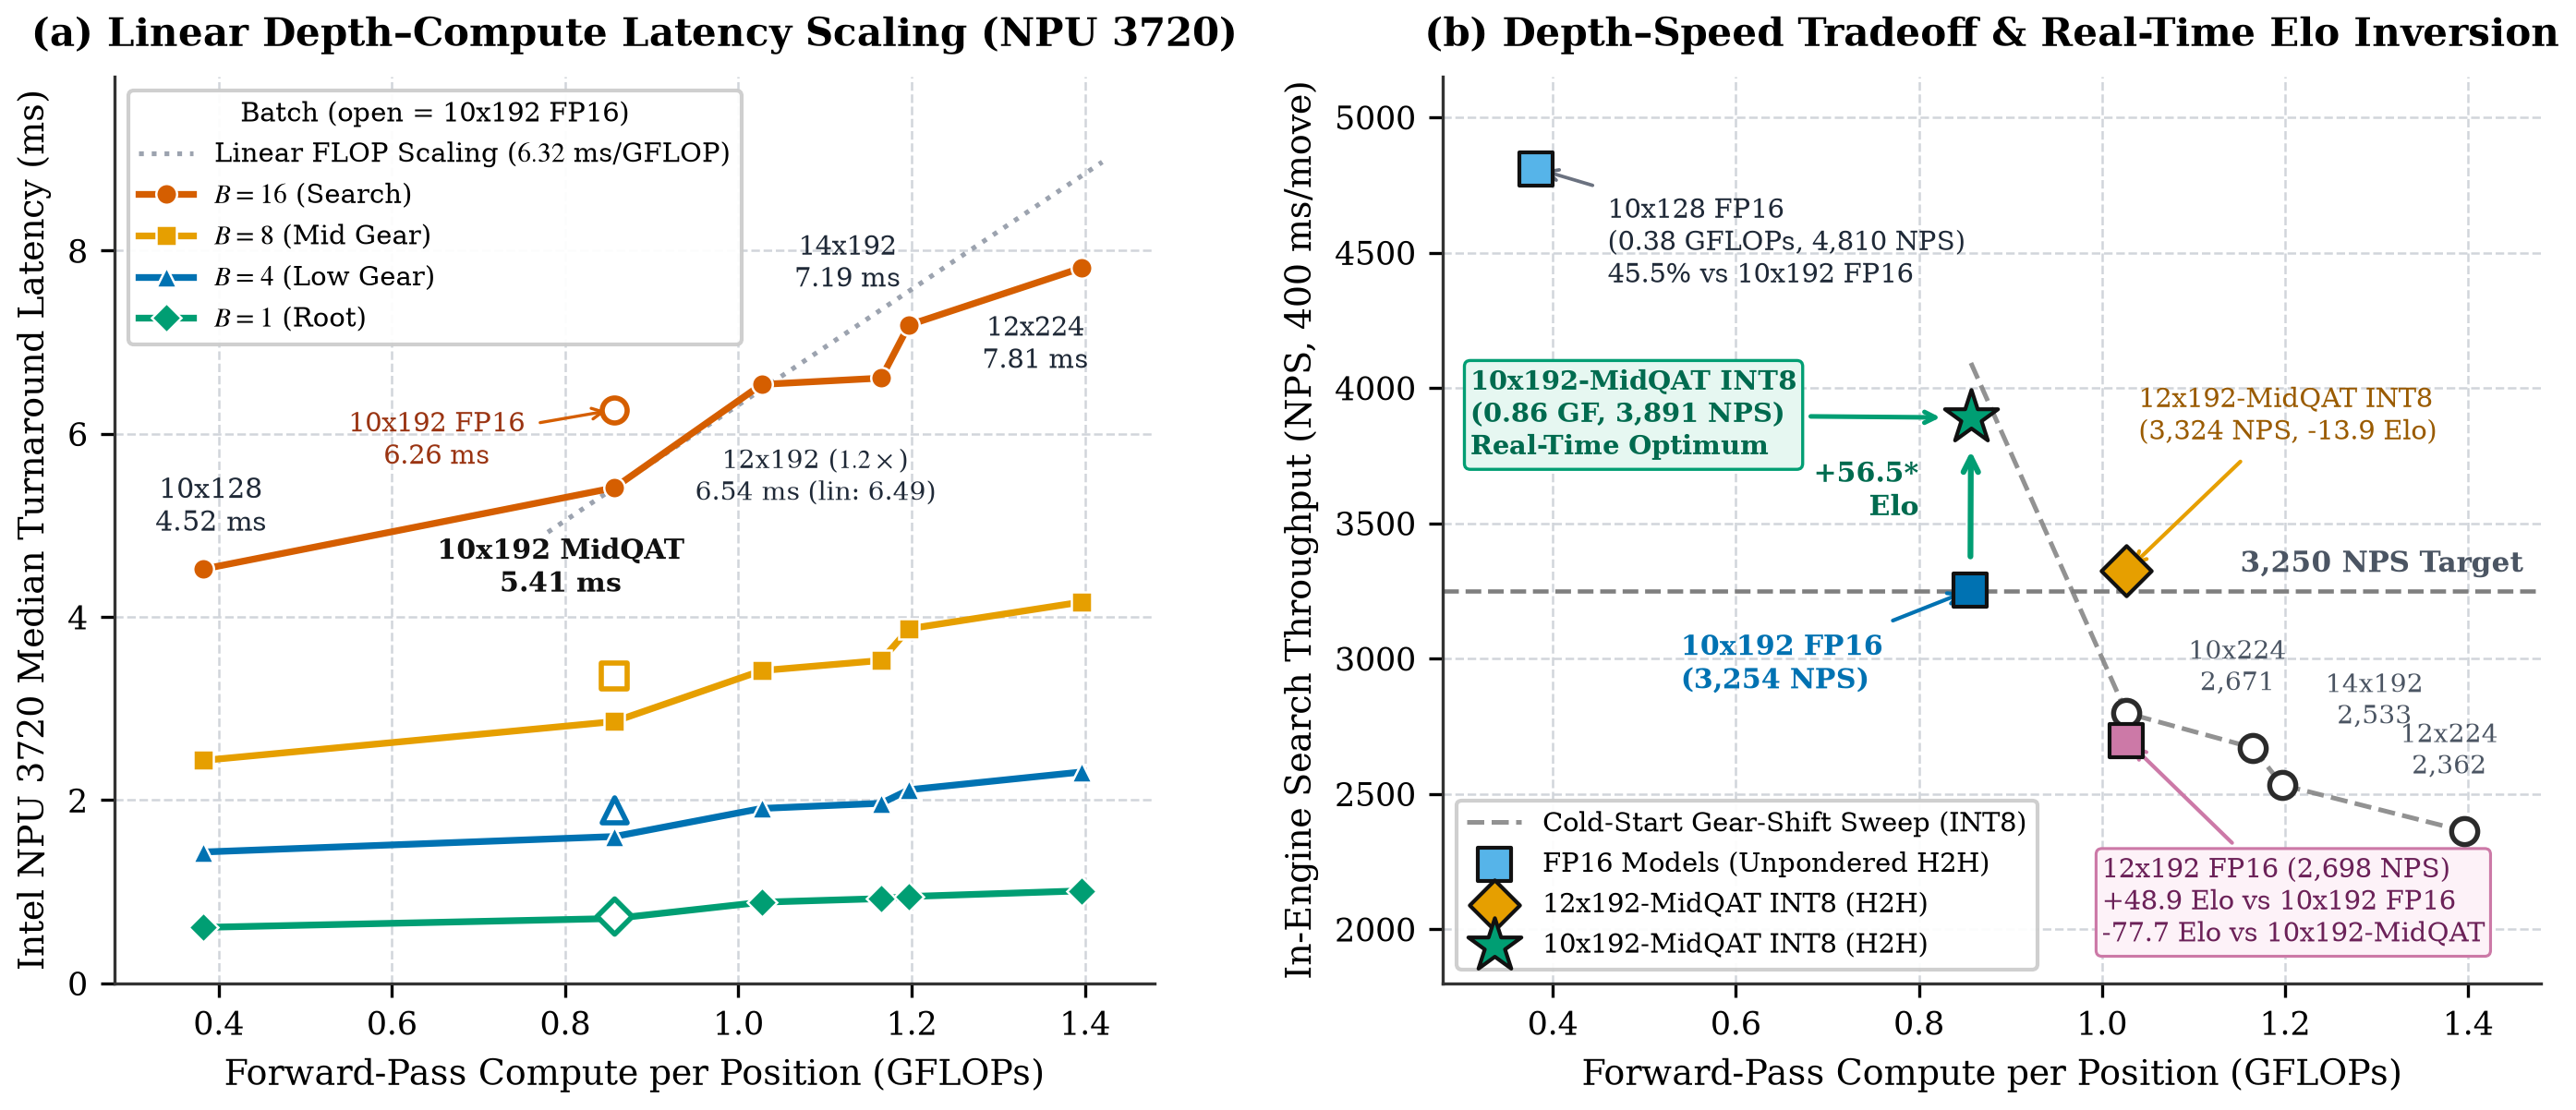 (a) Linear Depth–Compute Latency Scaling (NPU 3720)
Intel NPU 3720 Median Turnaround Latency (ms)
Batch (open = 10x192 FP16)
Linear FLOP Scaling (6.32 ms/GFLOP)
B = 16 (Search)
B = 8 (Mid Gear)
B = 4 (Low Gear)
B = 1 (Root)
14x192
7.19 ms
12x224
7.81 ms
10x192 FP16
6.26 ms
12x192 (1.2×)
6.54 ms (lin: 6.49)
10x128
4.52 ms
10x192 MidQAT
5.41 ms
8
6
4
2
0
0.4
0.6
0.8
1.0
1.2
1.4
Forward-Pass Compute per Position (GFLOPs)
(b) Depth–Speed Tradeoff & Real-Time Elo Inversion
In-Engine Search Throughput (NPS, 400 ms/move)
5000
4500
4000
3500
3000
2500
2000
10x128 FP16
(0.38 GFLOPs, 4,810 NPS)
45.5% vs 10x192 FP16
10x192-MidQAT INT8
(0.86 GF, 3,891 NPS)
Real-Time Optimum
+56.5*
Elo
12x192-MidQAT INT8
(3,324 NPS, -13.9 Elo)
3,250 NPS Target
10x192 FP16
(3,254 NPS)
10x224
2,671
14x192
2,533
12x224
2,362
Cold-Start Gear-Shift Sweep (INT8)
FP16 Models (Unpondered H2H)
12x192-MidQAT INT8 (H2H)
10x192-MidQAT INT8 (H2H)
12x192 FP16 (2,698 NPS)
+48.9 Elo vs 10x192 FP16
-77.7 Elo vs 10x192-MidQAT
0.4
0.6
0.8
1.0
1.2
1.4
Forward-Pass Compute per Position (GFLOPs)